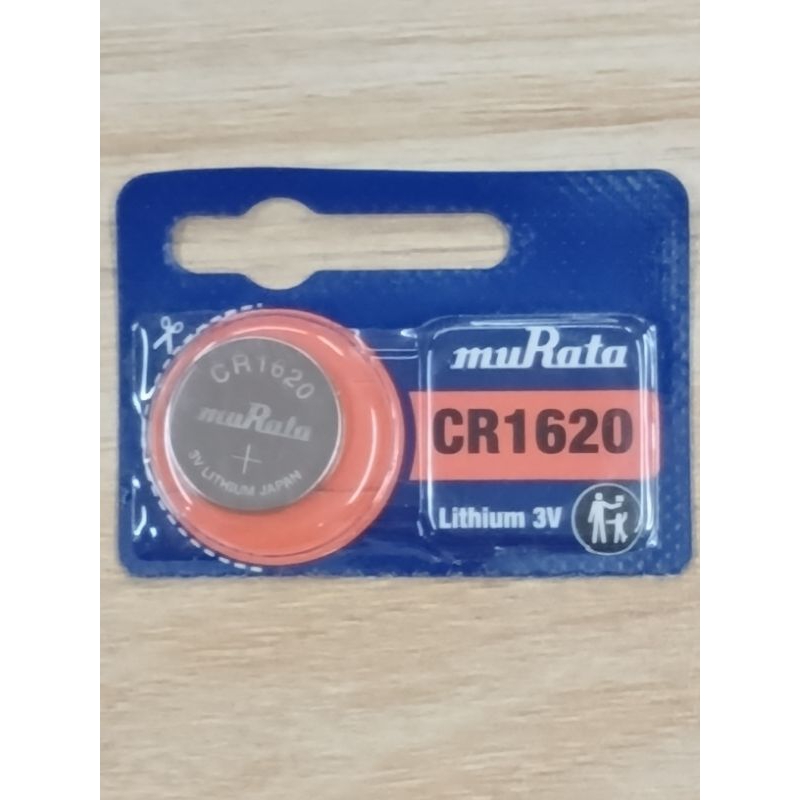 CR1620
muRata
+
3V LITHIUM JAPAN
muRata
CR1620
Lithium 3V